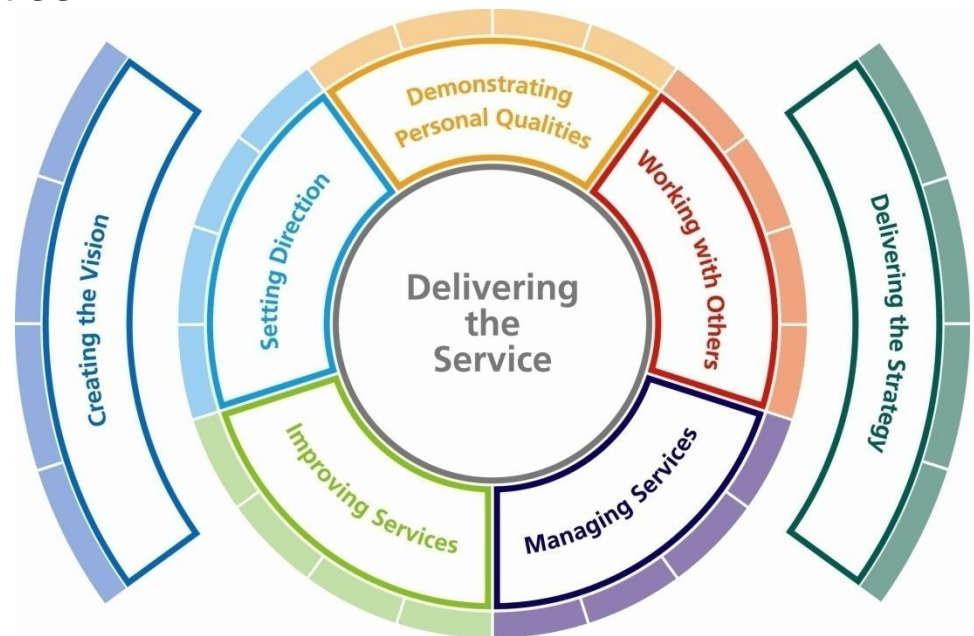 Demonstrating
Personal Qualities
Working with Others
Managing Services
Improving Services
Setting Direction
Delivering
the
Service
Creating the Vision
Delivering the Strategy